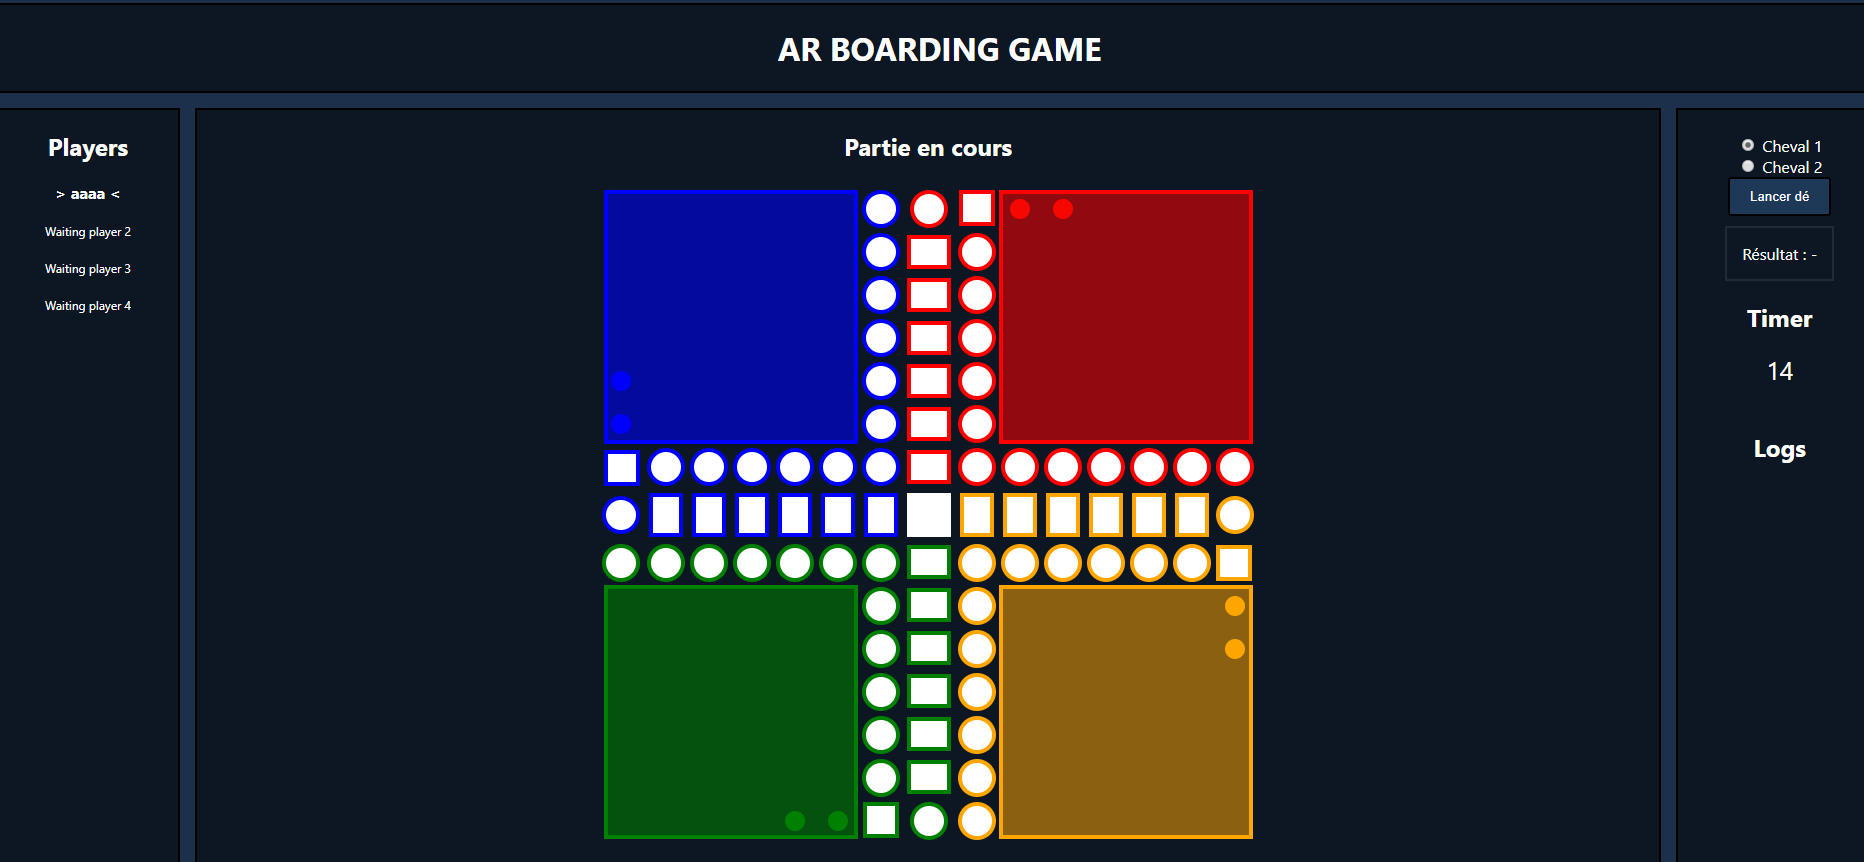 AR BOARDING GAME
Players
> aaaa <
Waiting player 2
Waiting player 3
Waiting player 4
Partie en cours
Cheval 1
Cheval 2
Lancer dé
Résultat : -
Timer
14
Logs